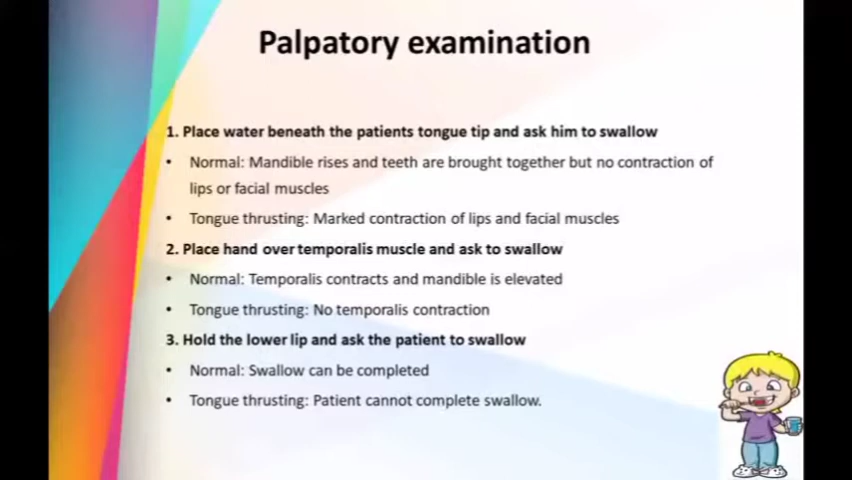 Palpatory examination
1. Place water beneath the patients tongue tip and ask him to swallow
• Normal: Mandible rises and teeth are brought together but no contraction of
lips or facial muscles
• Tongue thrusting: Marked contraction of lips and facial muscles
2. Place hand over temporalis muscle and ask to swallow
• Normal: Temporalis contracts and mandible is elevated
• Tongue thrusting: No temporalis contraction
3. Hold the lower lip and ask the patient to swallow
• Normal: Swallow can be completed
• Tongue thrusting: Patient cannot complete swallow.